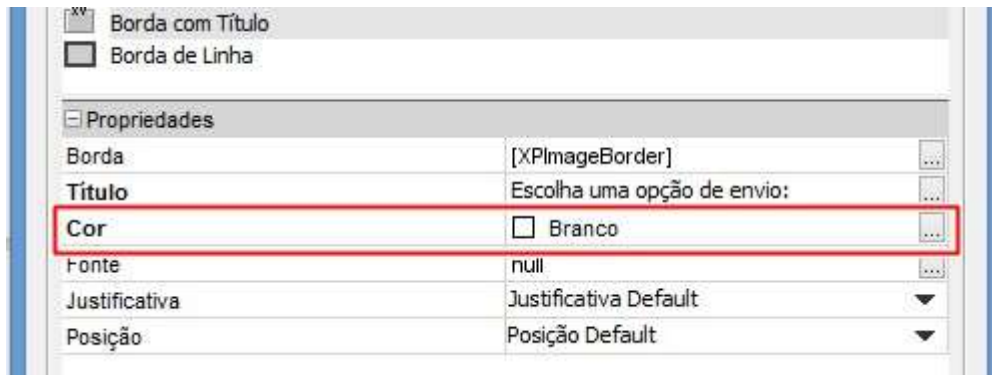 XY
Borda com Título
Borda de Linha
Propriedades
Borda [XPImageBorder] ...
Título Escolha uma opção de envio: ...
Cor Branco ...
Fonte null ...
Justificativa Justificativa Default
Posição Posição Default